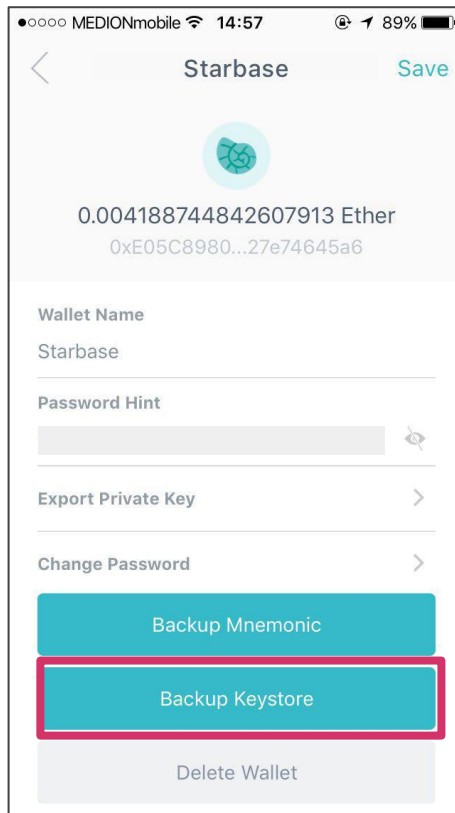 MEDIONmobile 14:57 89%
Starbase Save
0.004188744842607913 Ether
0xE05C8980...27e74645a6
Wallet Name
Starbase
Password Hint
Export Private Key
Change Password
Backup Mnemonic
Backup Keystore
Delete Wallet